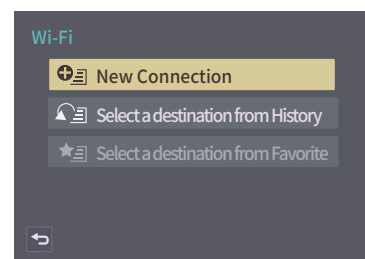 Wi-Fi
New Connection
Select a destination from History
Select a destination from Favorite